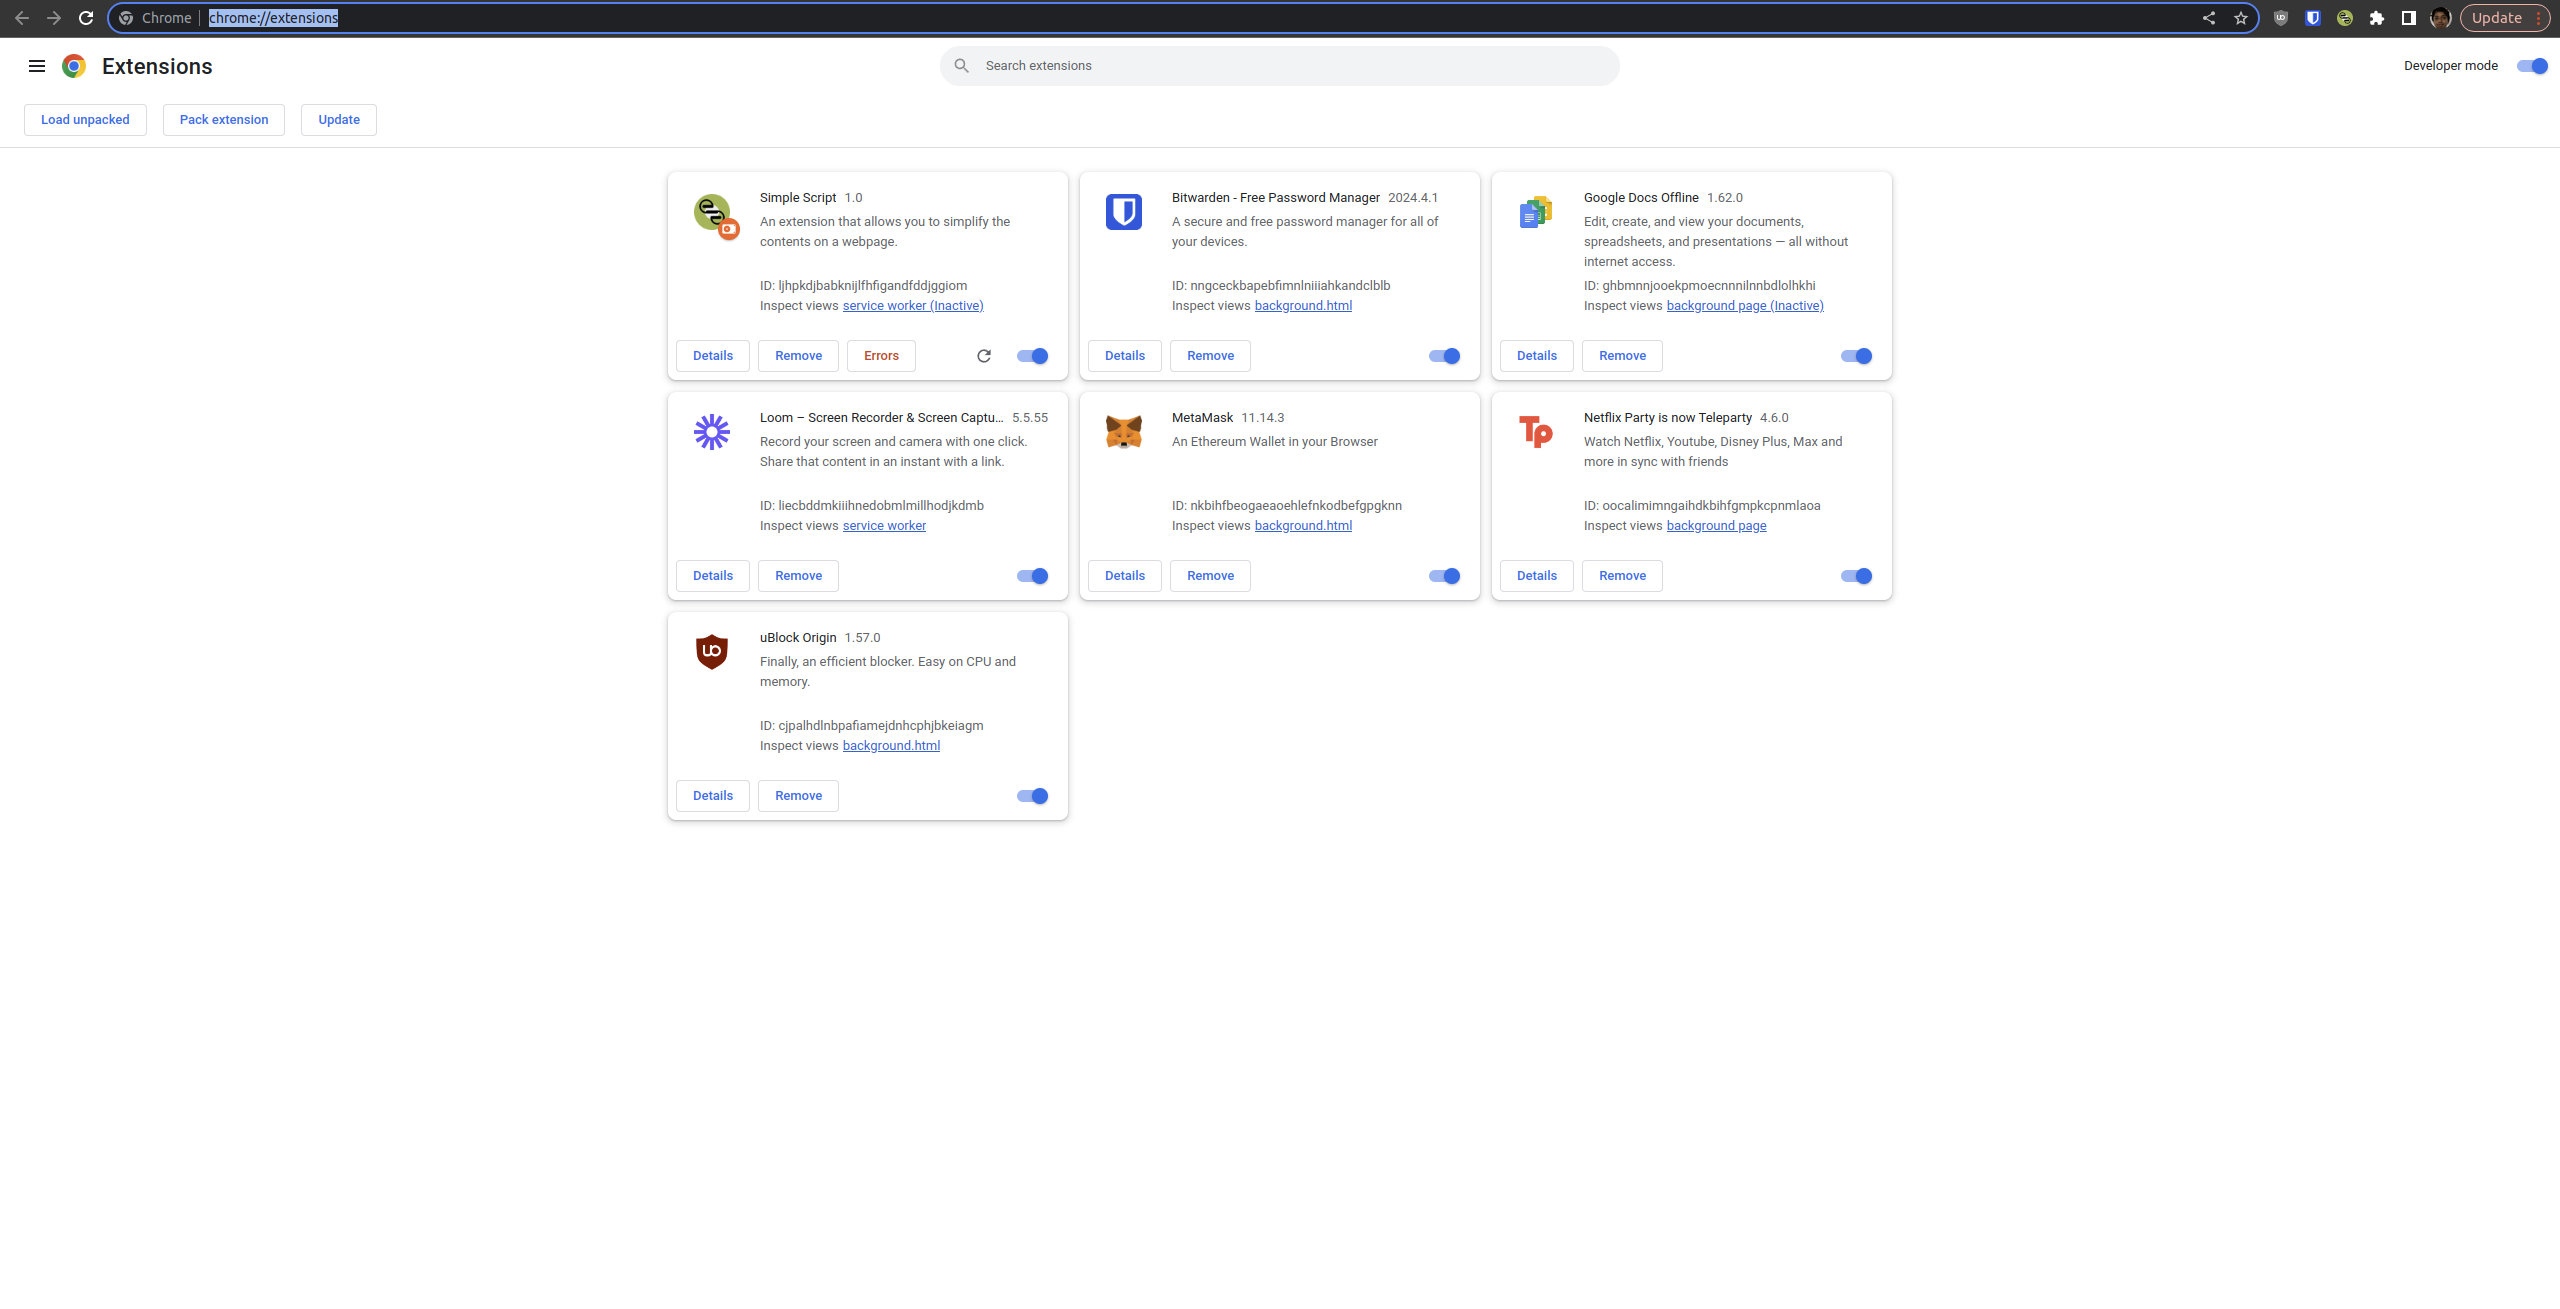 Chrome | chrome://extensions
Update
Extensions
Search extensions
Developer mode
Load unpacked
Pack extension
Update
Simple Script 1.0
An extension that allows you to simplify the
contents on a webpage.
ID: ljhpkdjbabknijlfhfigandfddjggiom
Inspect views service worker (Inactive)
Details
Remove
Errors
Bitwarden - Free Password Manager 2024.4.1
A secure and free password manager for all of
your devices.
ID: nngceckbapebfimnlniiiahkandclblb
Inspect views background.html
Details
Remove
Google Docs Offline 1.62.0
Edit, create, and view your documents,
spreadsheets, and presentations — all without
internet access.
ID: ghbmnnjooekpmoecnnnilnnbdlolhkhi
Inspect views background page (Inactive)
Details
Remove
Loom – Screen Recorder & Screen Captu... 5.5.55
Record your screen and camera with one click.
Share that content in an instant with a link.
ID: liecbddmkiiihnedobmlmillhodjkdmb
Inspect views service worker
Details
Remove
MetaMask 11.14.3
An Ethereum Wallet in your Browser
ID: nkbihfbeogaeaoehlefnkodbefgpgknn
Inspect views background.html
Details
Remove
Tp
Netflix Party is now Teleparty 4.6.0
Watch Netflix, Youtube, Disney Plus, Max and
more in sync with friends
ID: oocalimimngaihdkbihfgmpkcpnmlaoa
Inspect views background page
Details
Remove
uBlock Origin 1.57.0
Finally, an efficient blocker. Easy on CPU and
memory.
ID: cjpalhdlnbpafiamejdnhcphjbkeiagm
Inspect views background.html
Details
Remove